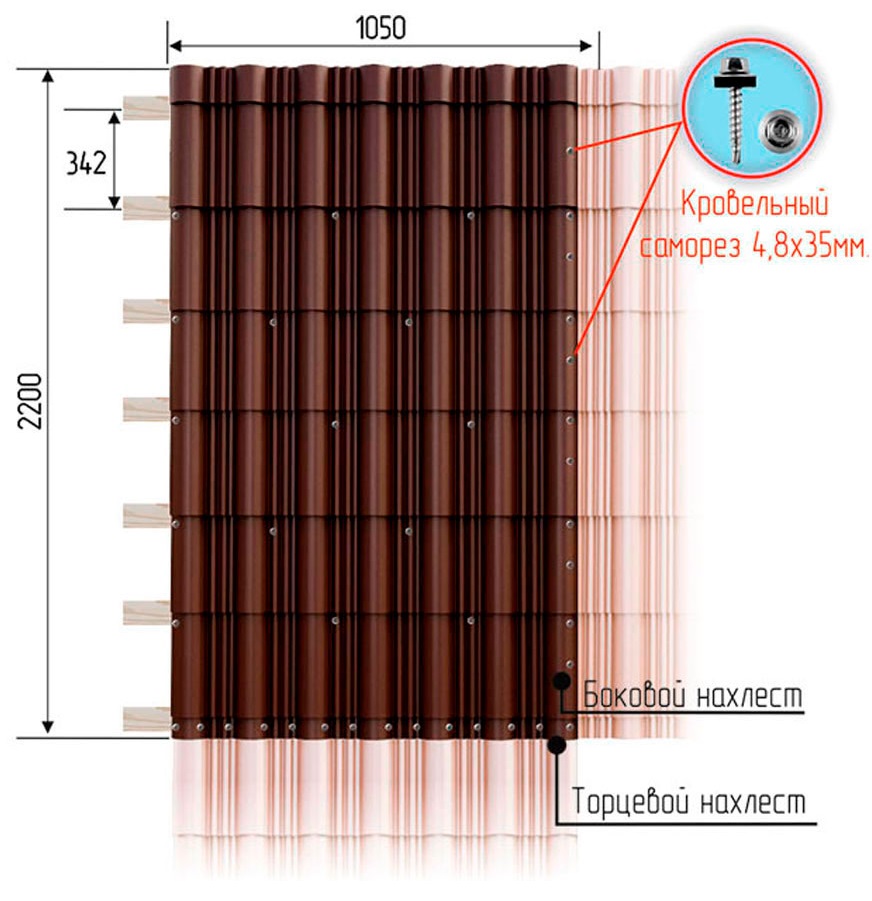 1050
342
2200
Кровельный
саморез 4,8х35мм.
Боковой нахлест
Торцевой нахлест